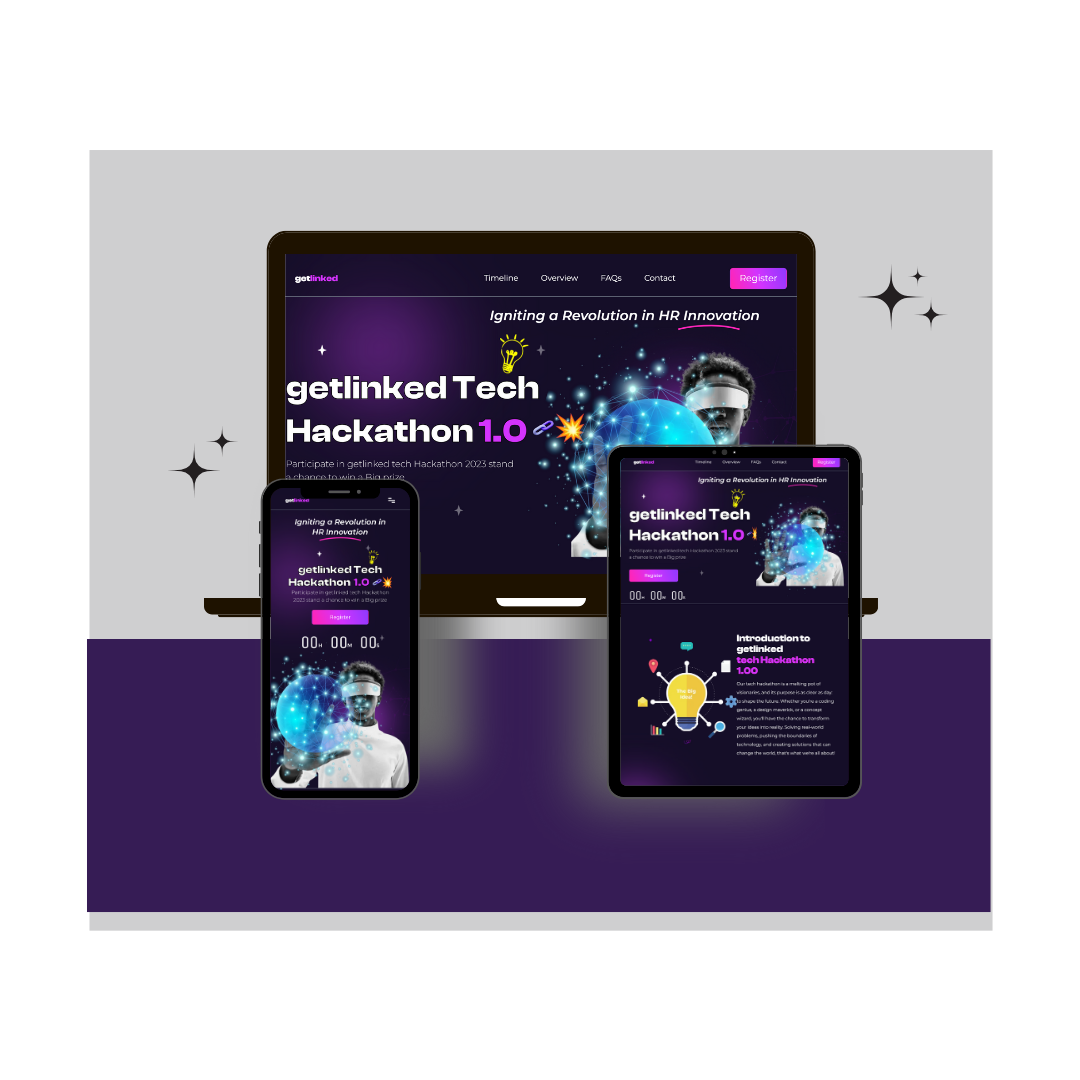 getlinked
Timeline Overview FAQs Contact Register
Igniting a Revolution in HR Innovation
getlinked Tech
Hackathon 1.0
Participate in getlinked tech Hackathon 2023 stand
a chance to win a Big prize
getlinked
Igniting a Revolution in
HR Innovation
getlinked Tech
Hackathon 1.0
Participate in getlinked tech Hackathon
2023 stand a chance to win a Big prize
Register
00H 00M 00S
getlinked
Timeline Overview FAQs Contact Register
Igniting a Revolution in HR Innovation
getlinked Tech
Hackathon 1.0
Participate in getlinked tech Hackathon 2023 stand
a chance to win a Big prize
Register
00H 00M 00S
The Big
Idea!
Introduction to
getlinked
tech Hackathon
1.00
Our tech hackathon is a melting pot of
visionaries, and its purpose is as clear as day:
to shape the future. Whether you're a coding
genius, a design maverick, or a concept
wizard, you'll have the chance to transform
your ideas into reality. Solving real-world
problems, pushing the boundaries of
technology, and creating solutions that can
change the world, that's what we're all about!